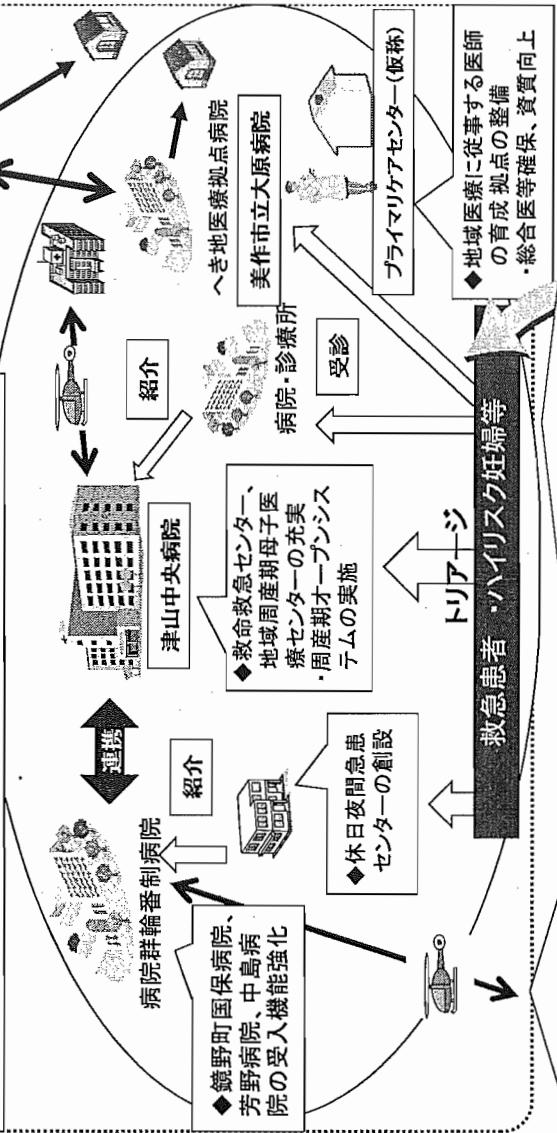 へき地医療拠点病院
美作市立大原病院
プライマリケアセンター(仮称)
◆地域医療に従事する医師
の育成拠点の整備
・総合医等確保、資質向上
紹介
病院・診療所
受診
津山中央病院
◆救命救急センター、
地域周産期母子医
療センターの充実
・周産期オープンシス
テムの実施
トリアージ
救急患者・ハイリスク妊婦等
連携
病院群輪番制病院
紹介
◆休日夜間急患
センターの創設
◆鏡野町国保病院、
芳野病院、中島病
院の受入機能強化